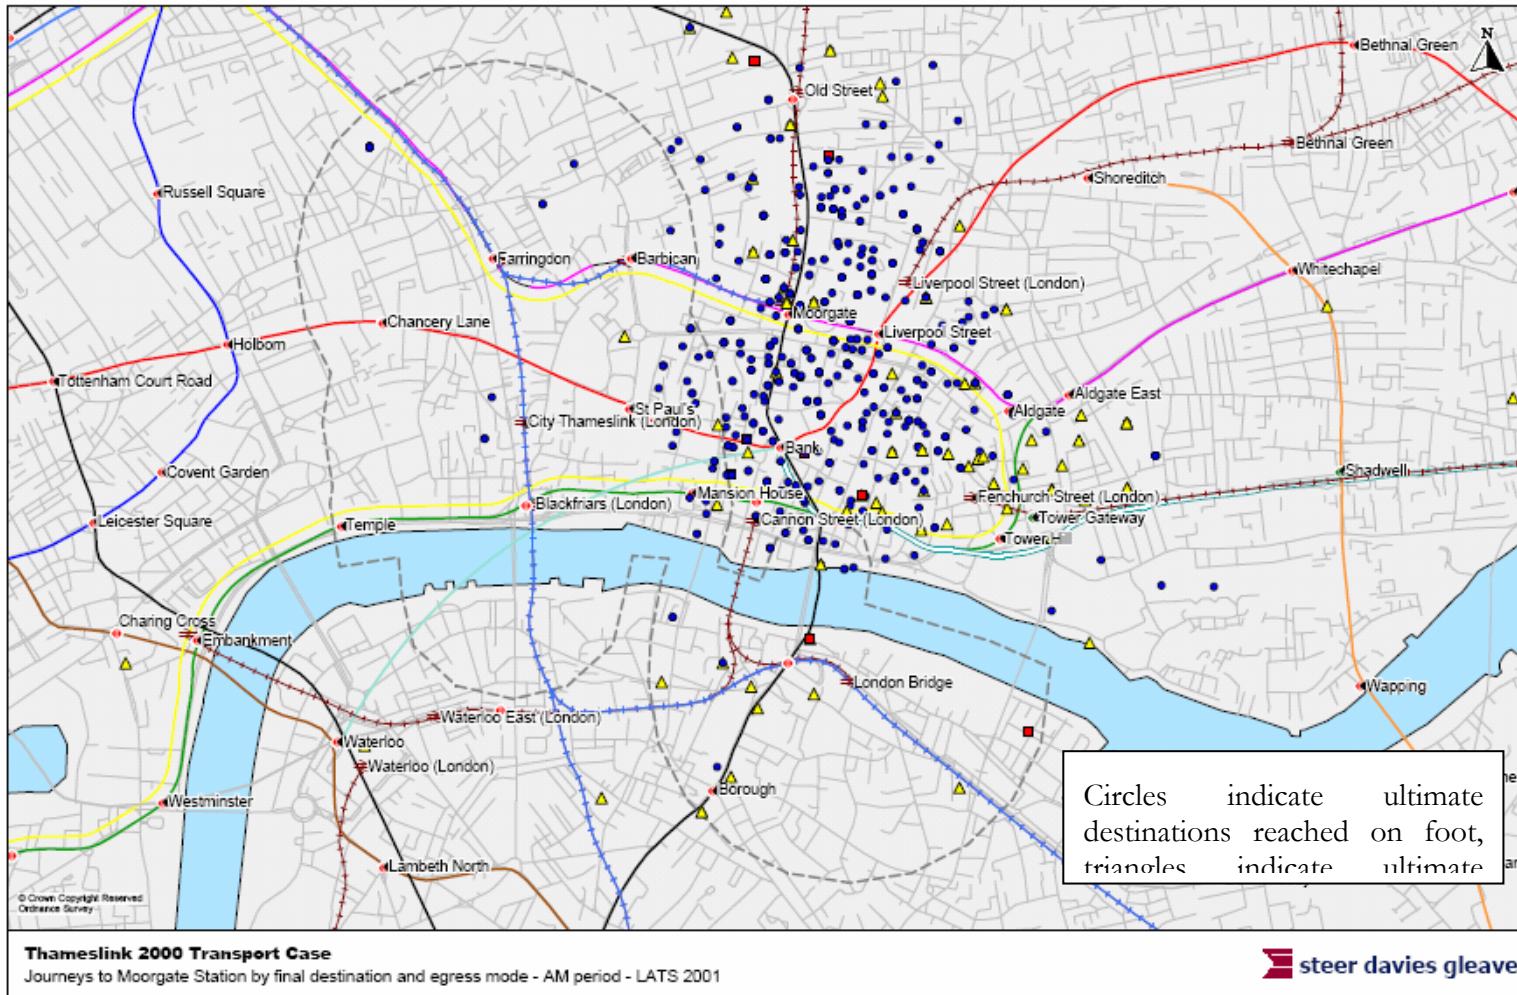 N
Bethnal Green
Old Street
Bethnal Green
Shoreditch
Russell Square
Farringdon
Barbican
Whitechapel
Liverpool Street (London)
Moorgate
Chancery Lane
Liverpool Street
Holborn
Tottenham Court Road
Aldgate East
St Paul's
Aldgate
City Thameslink (London)
Bank
Covent Garden
Shadwell
Mansion House
Fenchurch Street (London)
Blackfriars (London)
Leicester Square
Temple
Cannon Street (London)
Tower Gateway
Tower H
Charing Cross
Embankment
London Bridge
Wapping
Waterloo East (London)
Waterloo
Waterloo (London)
Borough
Westminster
Lambeth North
Circles indicate ultimate
destinations reached on foot,
triangles indicate ultimate
© Crown Copyright Reserved
Ordnance Survey
Thameslink 2000 Transport Case
Journeys to Moorgate Station by final destination and egress mode - AM period - LATS 2001
steer davies gleave